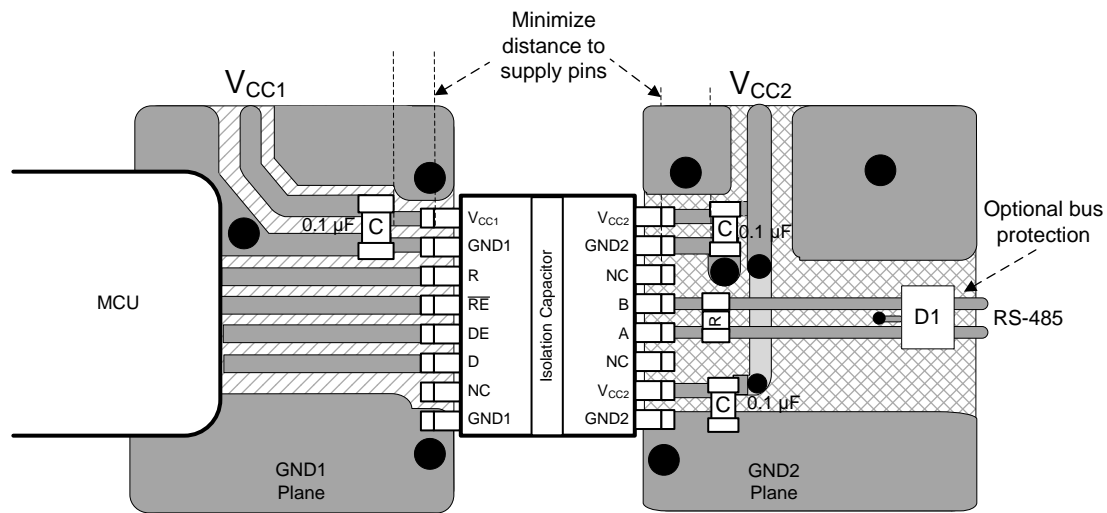 Minimize
distance to
supply pins
VCC1
VCC2
Optional bus
protection
0.1 µF
C
C
0.1 µF
MCU
VCC1
GND1
R
RE
DE
D
NC
GND1
Isolation Capacitor
VCC2
GND2
NC
B
A
NC
VCC2
GND2
R
D1
RS-485
C
0.1 µF
GND1
Plane
GND2
Plane